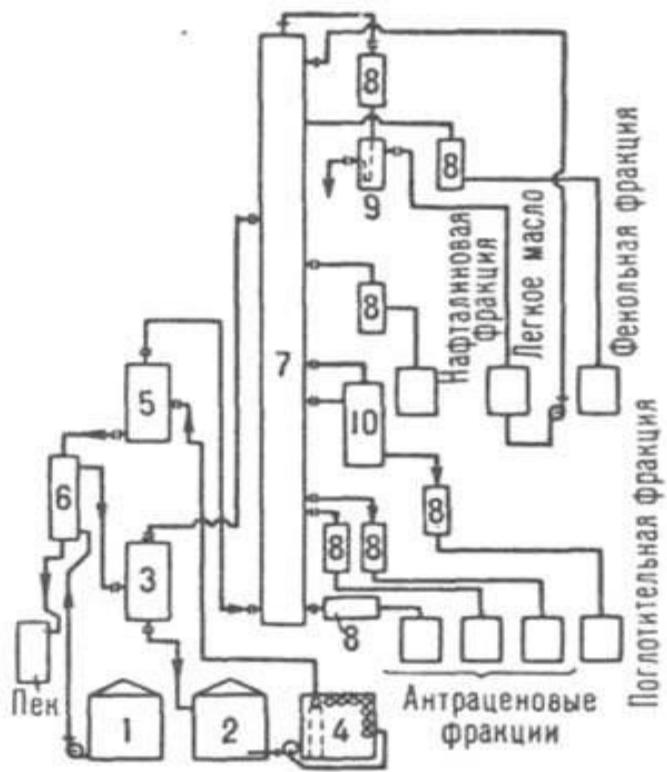 8
8
9
Фенольная фракция
Легкое масло
Нафталиновая
фракция
8
7
5
10
6
8
3
8
8
8
Поглотительная фракция
Пек
1
2
4
Антраценовые
фракции